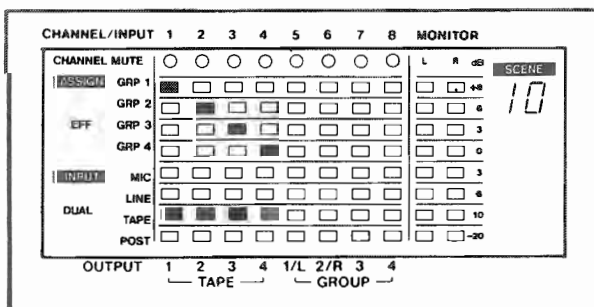 CHANNEL/INPUT 1 2 3 4 5 6 7 8 MONITOR
CHANNEL MUTE L R dB
SCENE
ASSIGN GRP 1 +8
10
GRP 2 6
EFF GRP 3 3
GRP 4 0
INPUT MIC 3
LINE 6
DUAL TAPE 10
POST -20
OUTPUT 1 2 3 4 1/L 2/R 3 4
TAPE GROUP